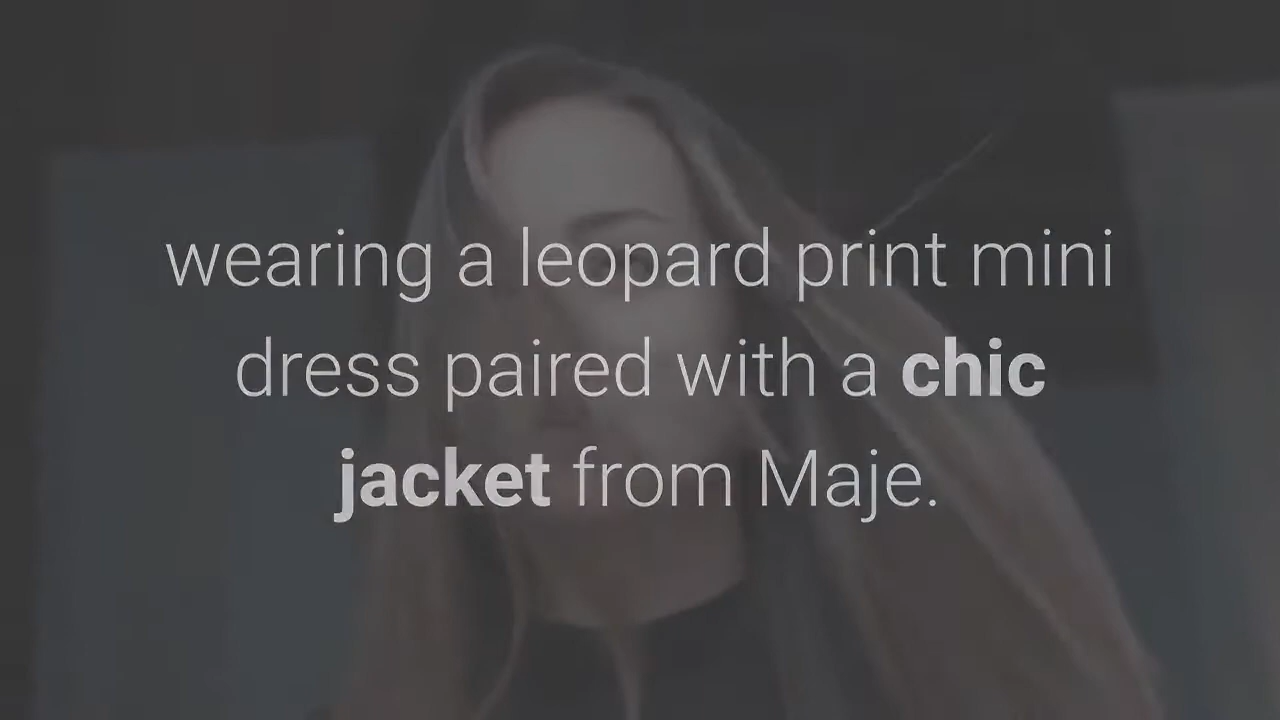 wearing a leopard print mini
dress paired with a chic
jacket from Maje.